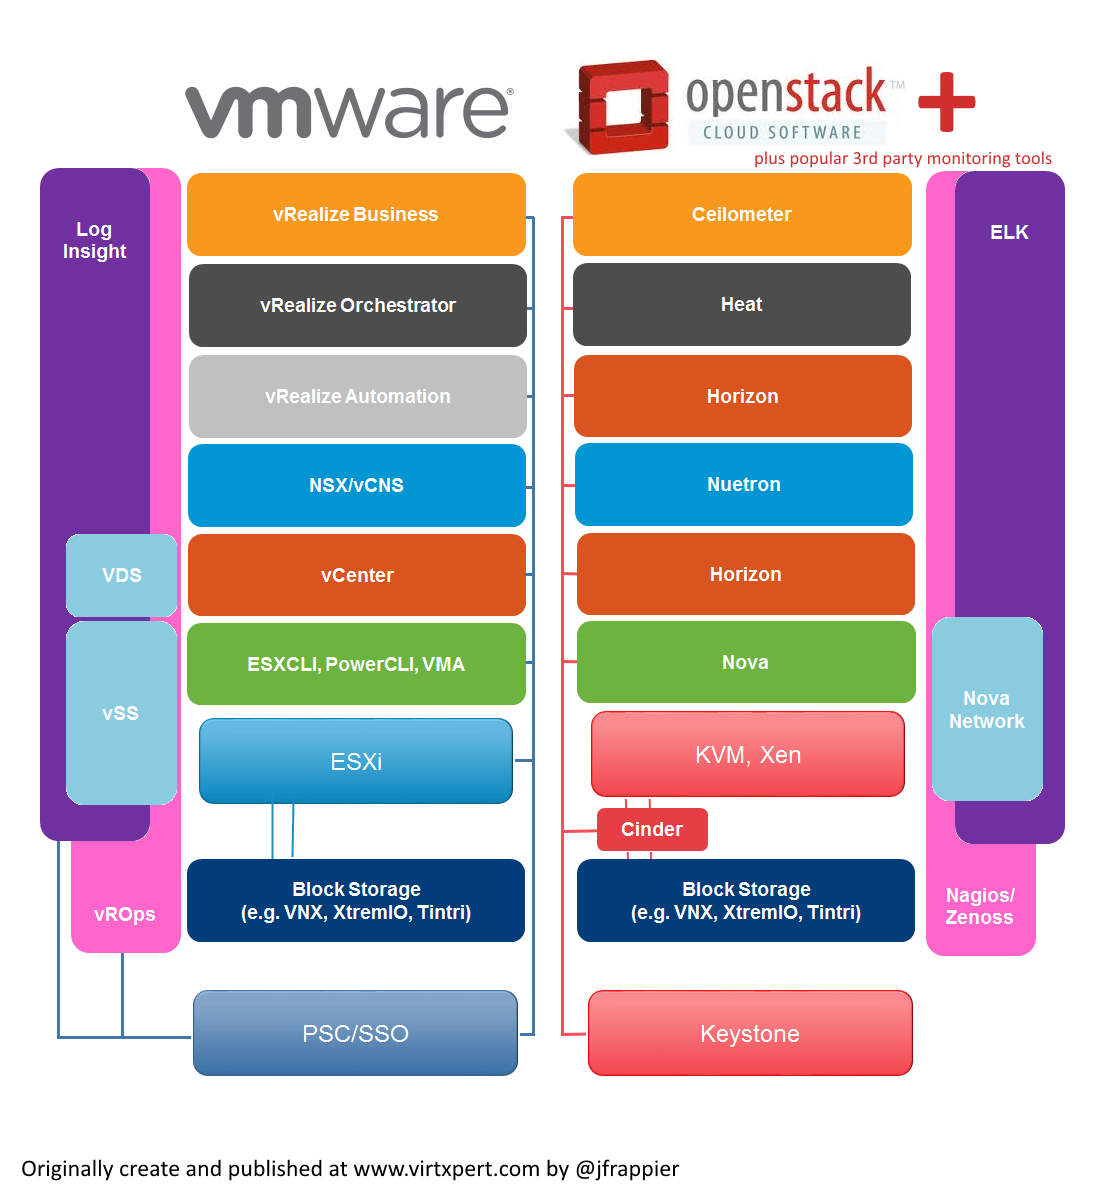 vmware®
openstack™
CLOUD SOFTWARE
plus popular 3rd party monitoring tools
Log
Insight
vRealize Business
Ceilometer
ELK
vRealize Orchestrator
Heat
vRealize Automation
Horizon
NSX/vCNS
Nuetron
VDS
vCenter
Horizon
ESXCLI, PowerCLI, VMA
Nova
vSS
Nova
Network
ESXi
KVM, Xen
Cinder
vROps
Block Storage
(e.g. VNX, XtremIO, Tintri)
Block Storage
(e.g. VNX, XtremIO, Tintri)
Nagios/
Zenoss
PSC/SSO
Keystone
Originally create and published at www.virtxpert.com by @jfrappier